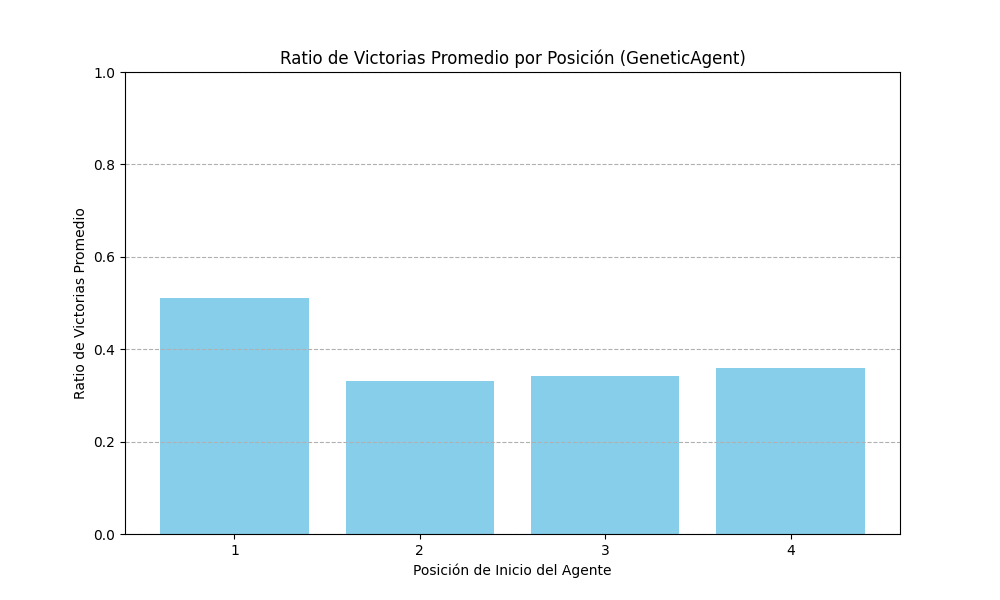 Ratio de Victorias Promedio por Posición (GeneticAgent)
Ratio de Victorias Promedio
1.0
0.8
0.6
0.4
0.2
0.0
1 2 3 4
Posición de Inicio del Agente